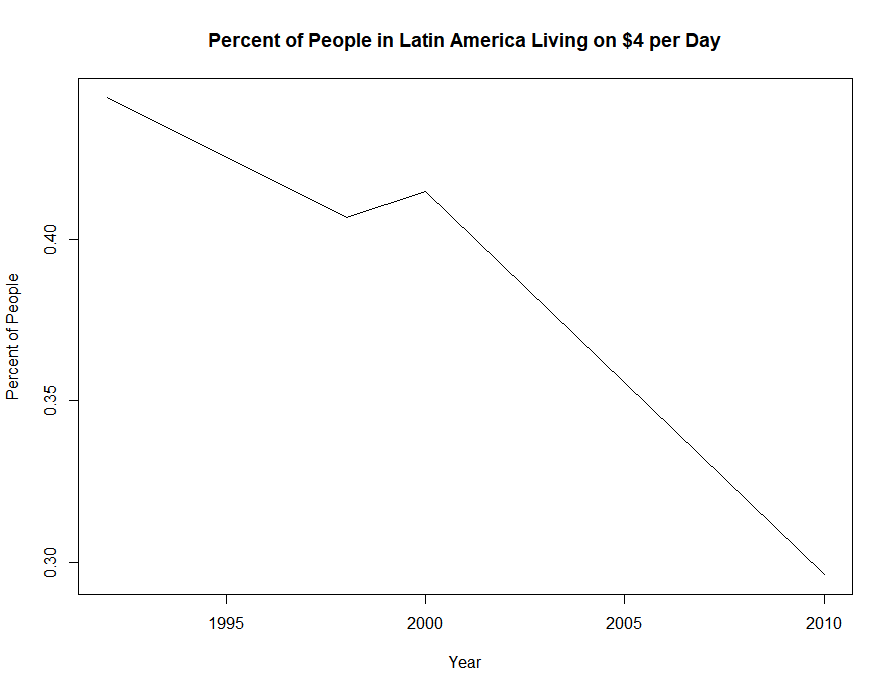 Percent of People in Latin America Living on $4 per Day
Percent of People
0.40
0.35
0.30
1995 2000 2005 2010
Year